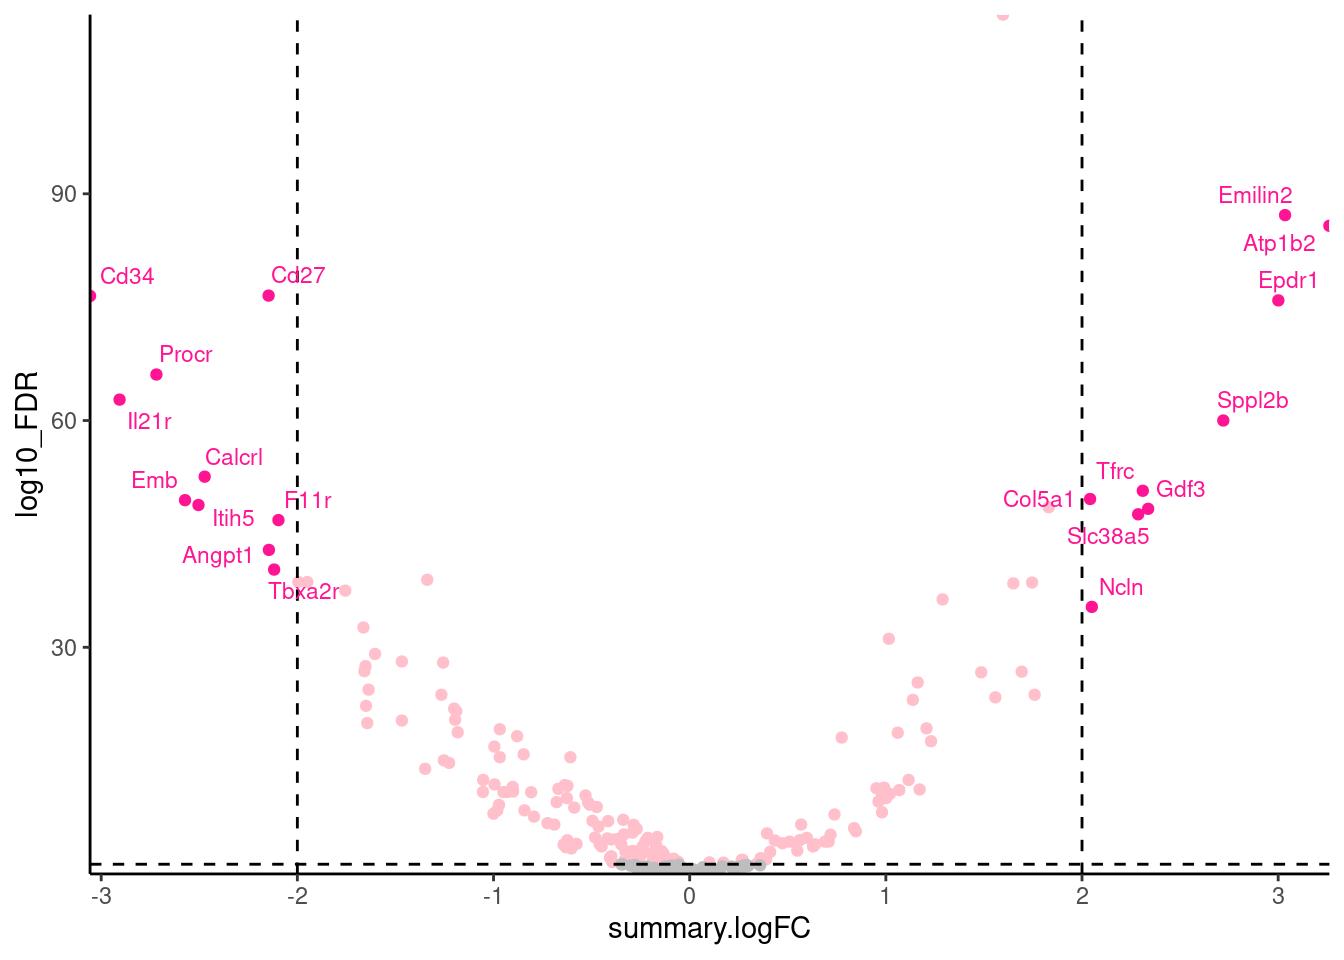 90
60
30
log10_FDR
Emilin2
Atp1b2
Epdr1
Cd34
Cd27
Procr
Il21r
Sppl2b
Calcrl
Emb
Tfrc
Gdf3
Col5a1
F11r
Itih5
Slc38a5
Angpt1
Tbxa2r
Ncln
-3 -2 -1 0 1 2 3
summary.logFC